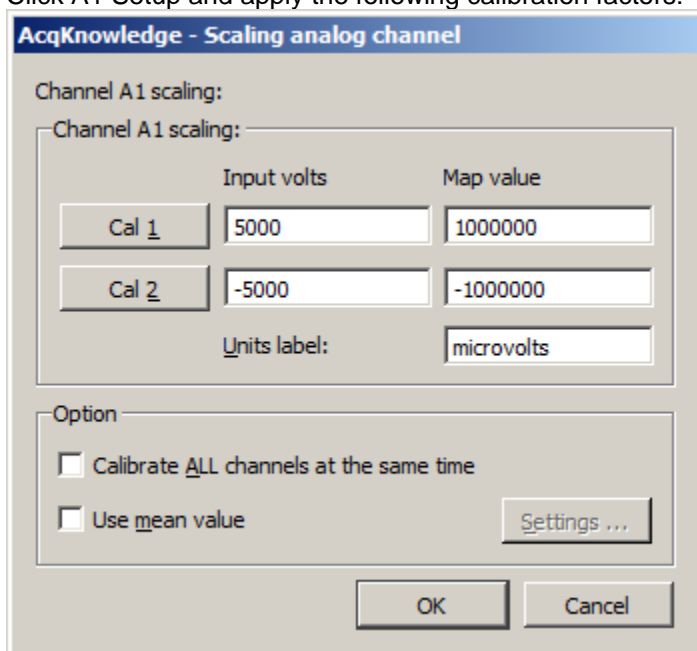 Click A1 Setup and apply the following calibration factors:
AcqKnowledge - Scaling analog channel
Channel A1 scaling:
Channel A1 scaling:
Input volts Map value
Cal 1 5000 1000000
Cal 2 -5000 -1000000
Units label: microvolts
Option
Calibrate ALL channels at the same time
Use mean value Settings ...
OK Cancel